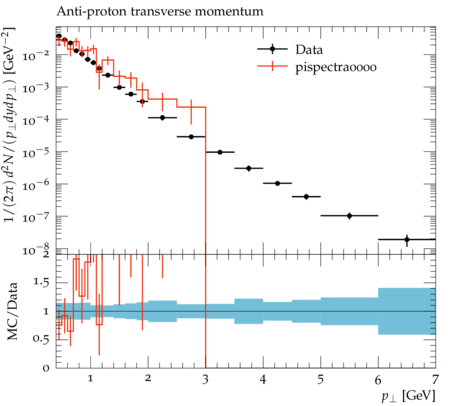 Anti-proton transverse momentum
1/(2π) d²N/(p⊥dydp⊥) [GeV⁻²]
10⁻²
10⁻³
10⁻⁴
10⁻⁵
10⁻⁶
10⁻⁷
10⁻⁸
Data
pispectraoooo
MC/Data
2
1.5
1
0.5
0
1 2 3 4 5 6 7
p⊥ [GeV]